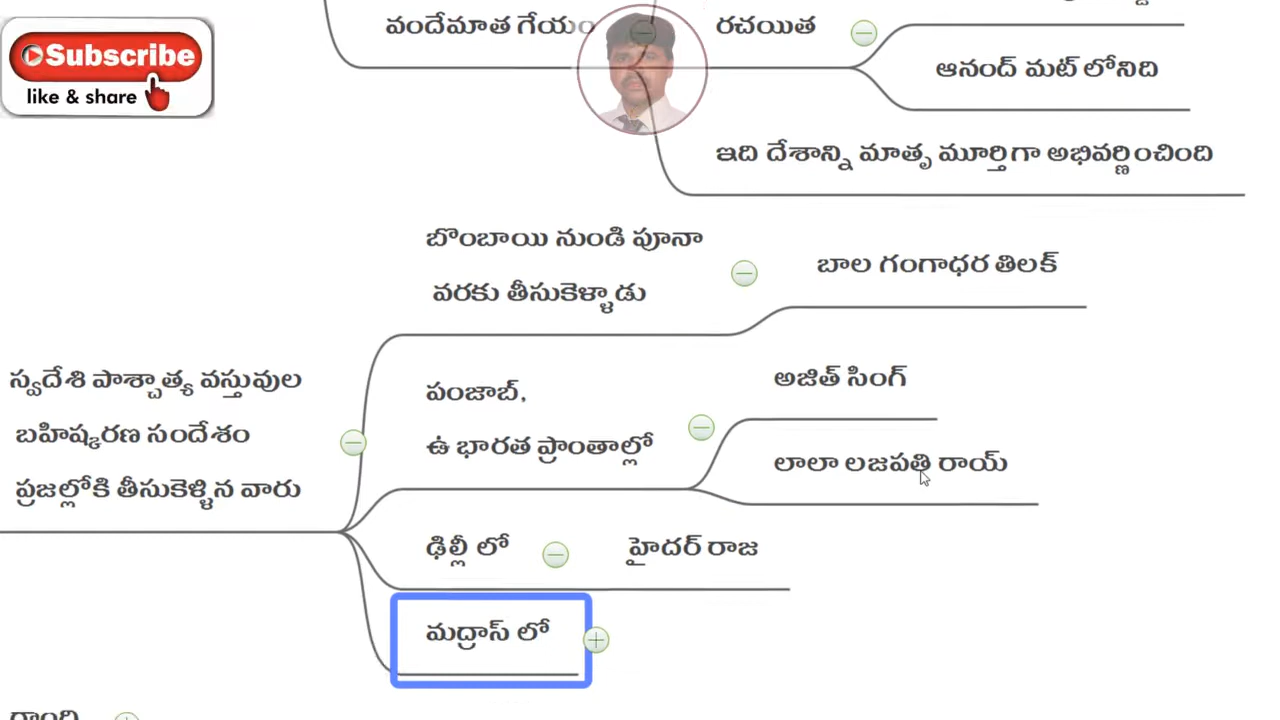 Subscribe
like & share
వందేమాత గేయం
రచయిత
ఆనంద్ మట్ లోనిది
ఇది దేశాన్ని మాతృ మూర్తిగా అభివర్ణించింది
బొంబాయి నుండి పూనా
వరకు తీసుకెళ్ళాడు
బాల గంగాధర తిలక్
స్వదేశి పాశ్చాత్య వస్తువుల
బహిష్కరణ సందేశం
ప్రజల్లోకి తీసుకెళ్ళిన వారు
పంజాబ్,
ఉ భారత ప్రాంతాల్లో
అజిత్ సింగ్
లాలా లజపతి రాయ్
ఢిల్లీ లో
హైదర్ రాజ
మద్రాస్ లో